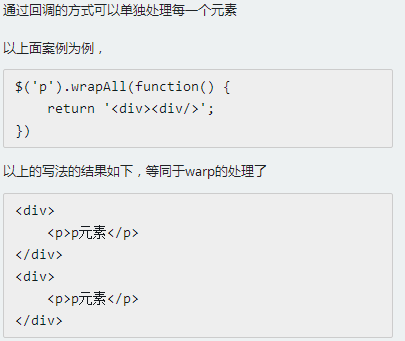 通过回调的方式可以单独处理每一个元素
以上面案例为例，
$('p').wrapAll(function() {
    return '<div><div/>';
})
以上的写法的结果如下，等同于warp的处理了
<div>
    <p>p元素</p>
</div>
<div>
    <p>p元素</p>
</div>